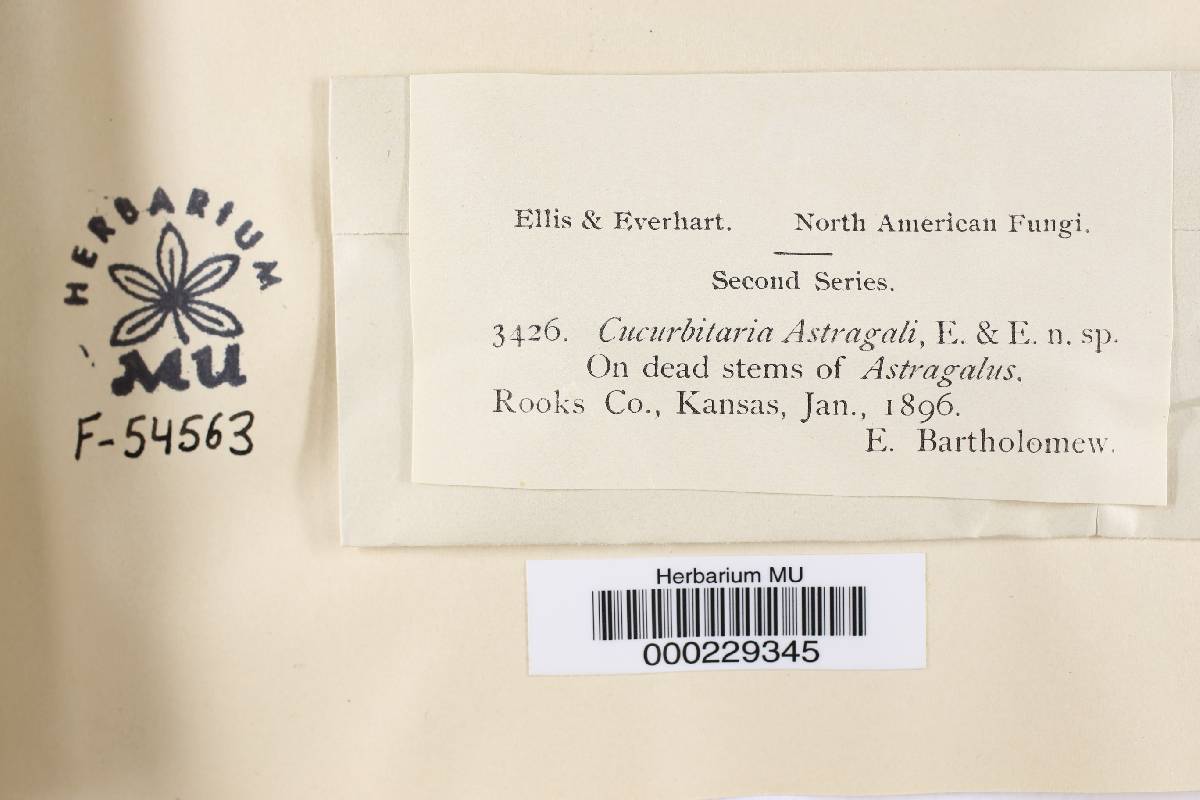 HERBARIUM
MU
F-54563
Ellis & Everhart. North American Fungi.
Second Series.
3426. Cucurbitaria Astragali, E. & E. n. sp.
On dead stems of Astragalus.
Rooks Co., Kansas, Jan., 1896.
E. Bartholomew.
Herbarium MU
000229345